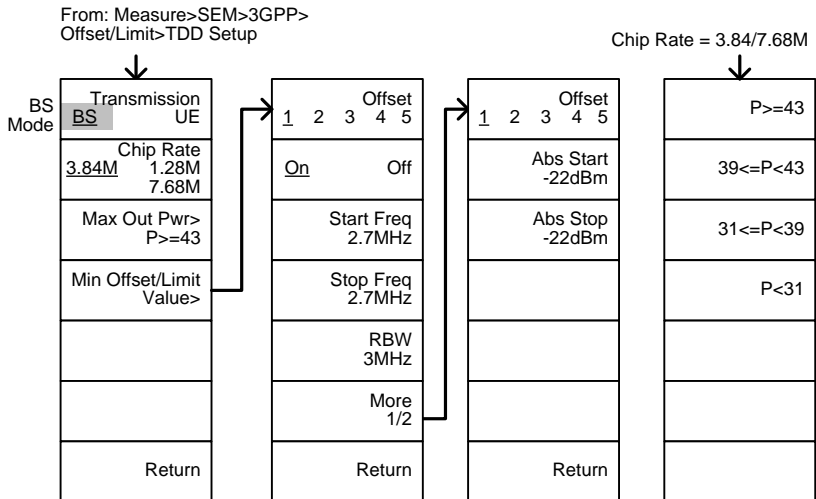 From: Measure>SEM>3GPP>
Offset/Limit>TDD Setup
Chip Rate = 3.84/7.68M
BS
Mode
Transmission
BS UE
Chip Rate
3.84M 1.28M
7.68M
Max Out Pwr>
P>=43
Min Offset/Limit
Value>
Return
Offset
1 2 3 4 5
On Off
Start Freq
2.7MHz
Stop Freq
2.7MHz
RBW
3MHz
More
1/2
Return
Offset
1 2 3 4 5
Abs Start
-22dBm
Abs Stop
-22dBm
Return
P>=43
39<=P<43
31<=P<39
P<31